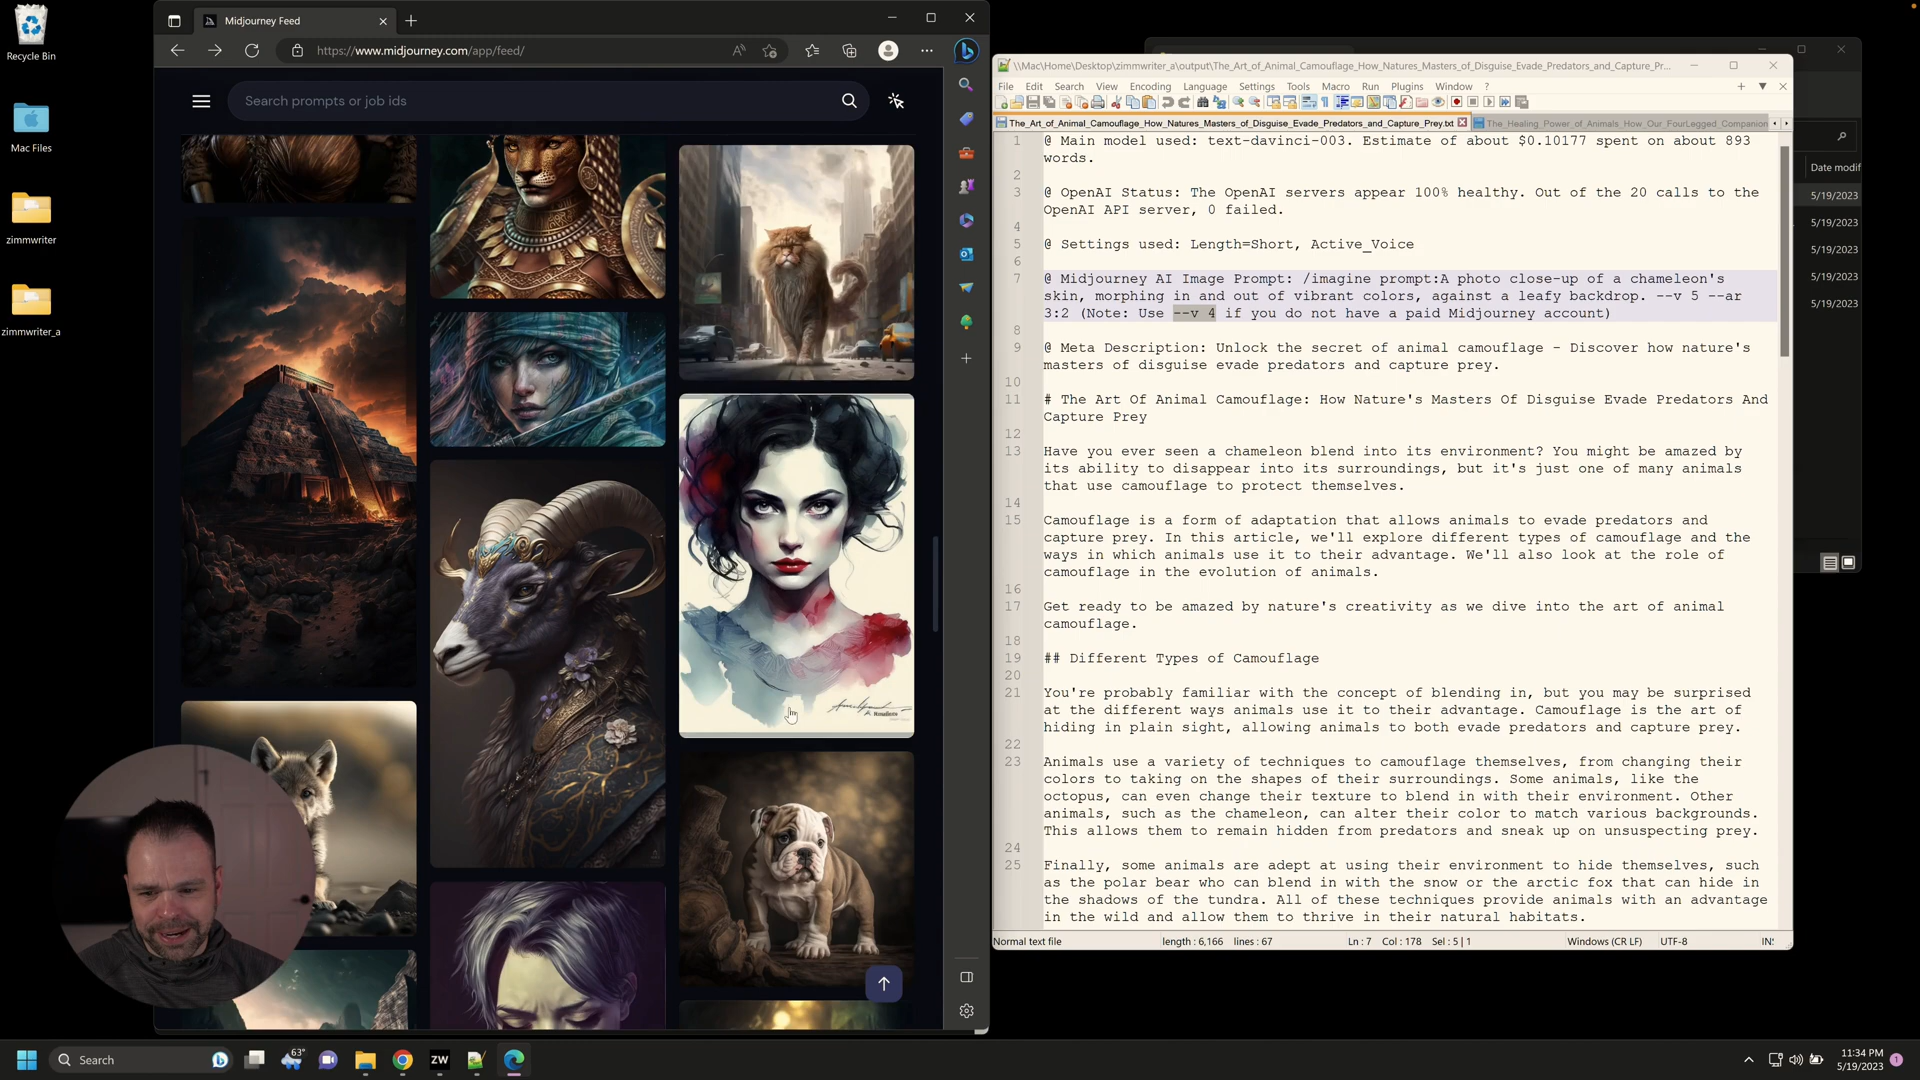 Recycle Bin
Mac Files
zimmwriter
zimmwriter_a
Midjourney Feed
https://www.midjourney.com/app/feed/
Search prompts or job ids
\\Mac\Home\Desktop\zimmwriter_a\output\The_Art_of_Animal_Camouflage_How_Natures_Masters_of_Disguise_Evade_Predators_and_Capture_Pr...
File Edit Search View Encoding Language Settings Tools Macro Run Plugins Window ?
The_Art_of_Animal_Camouflage_How_Natures_Masters_of_Disguise_Evade_Predators_and_Capture_Prey.txt
The_Healing_Power_of_Animals_How_Our_FourLegged_Companion
1 @ Main model used: text-davinci-003. Estimate of about $0.10177 spent on about 893
words.
2
3 @ OpenAI Status: The OpenAI servers appear 100% healthy. Out of the 20 calls to the
OpenAI API server, 0 failed.
4
5 @ Settings used: Length=Short, Active_Voice
6
7 @ Midjourney AI Image Prompt: /imagine prompt:A photo close-up of a chameleon's
skin, morphing in and out of vibrant colors, against a leafy backdrop. --v 5 --ar
3:2 (Note: Use --v 4 if you do not have a paid Midjourney account)
8
9 @ Meta Description: Unlock the secret of animal camouflage - Discover how nature's
masters of disguise evade predators and capture prey.
10
11 # The Art Of Animal Camouflage: How Nature's Masters Of Disguise Evade Predators And
Capture Prey
12
13 Have you ever seen a chameleon blend into its environment? You might be amazed by
its ability to disappear into its surroundings, but it's just one of many animals
that use camouflage to protect themselves.
14
15 Camouflage is a form of adaptation that allows animals to evade predators and
capture prey. In this article, we'll explore different types of camouflage and the
ways in which animals use it to their advantage. We'll also look at the role of
camouflage in the evolution of animals.
16
17 Get ready to be amazed by nature's creativity as we dive into the art of animal
camouflage.
18
19 ## Different Types of Camouflage
20
21 You're probably familiar with the concept of blending in, but you may be surprised
at the different ways animals use it to their advantage. Camouflage is the art of
hiding in plain sight, allowing animals to both evade predators and capture prey.
22
23 Animals use a variety of techniques to camouflage themselves, from changing their
colors to taking on the shapes of their surroundings. Some animals, like the
octopus, can even change their texture to blend in with their environment. Other
animals, such as the chameleon, can alter their color to match various backgrounds.
This allows them to remain hidden from predators and sneak up on unsuspecting prey.
24
25 Finally, some animals are adept at using their environment to hide themselves, such
as the polar bear who can blend in with the snow or the arctic fox that can hide in
the shadows of the tundra. All of these techniques provide animals with an advantage
in the wild and allow them to thrive in their natural habitats.
Normal text file length : 6,166 lines : 67 Ln : 7 Col : 178 Sel : 5 | 1 Windows (CR LF) UTF-8 IN
Date modif
5/19/2023
5/19/2023
5/19/2023
5/19/2023
5/19/2023
Search
63°
ZW
11:34 PM
5/19/2023
1